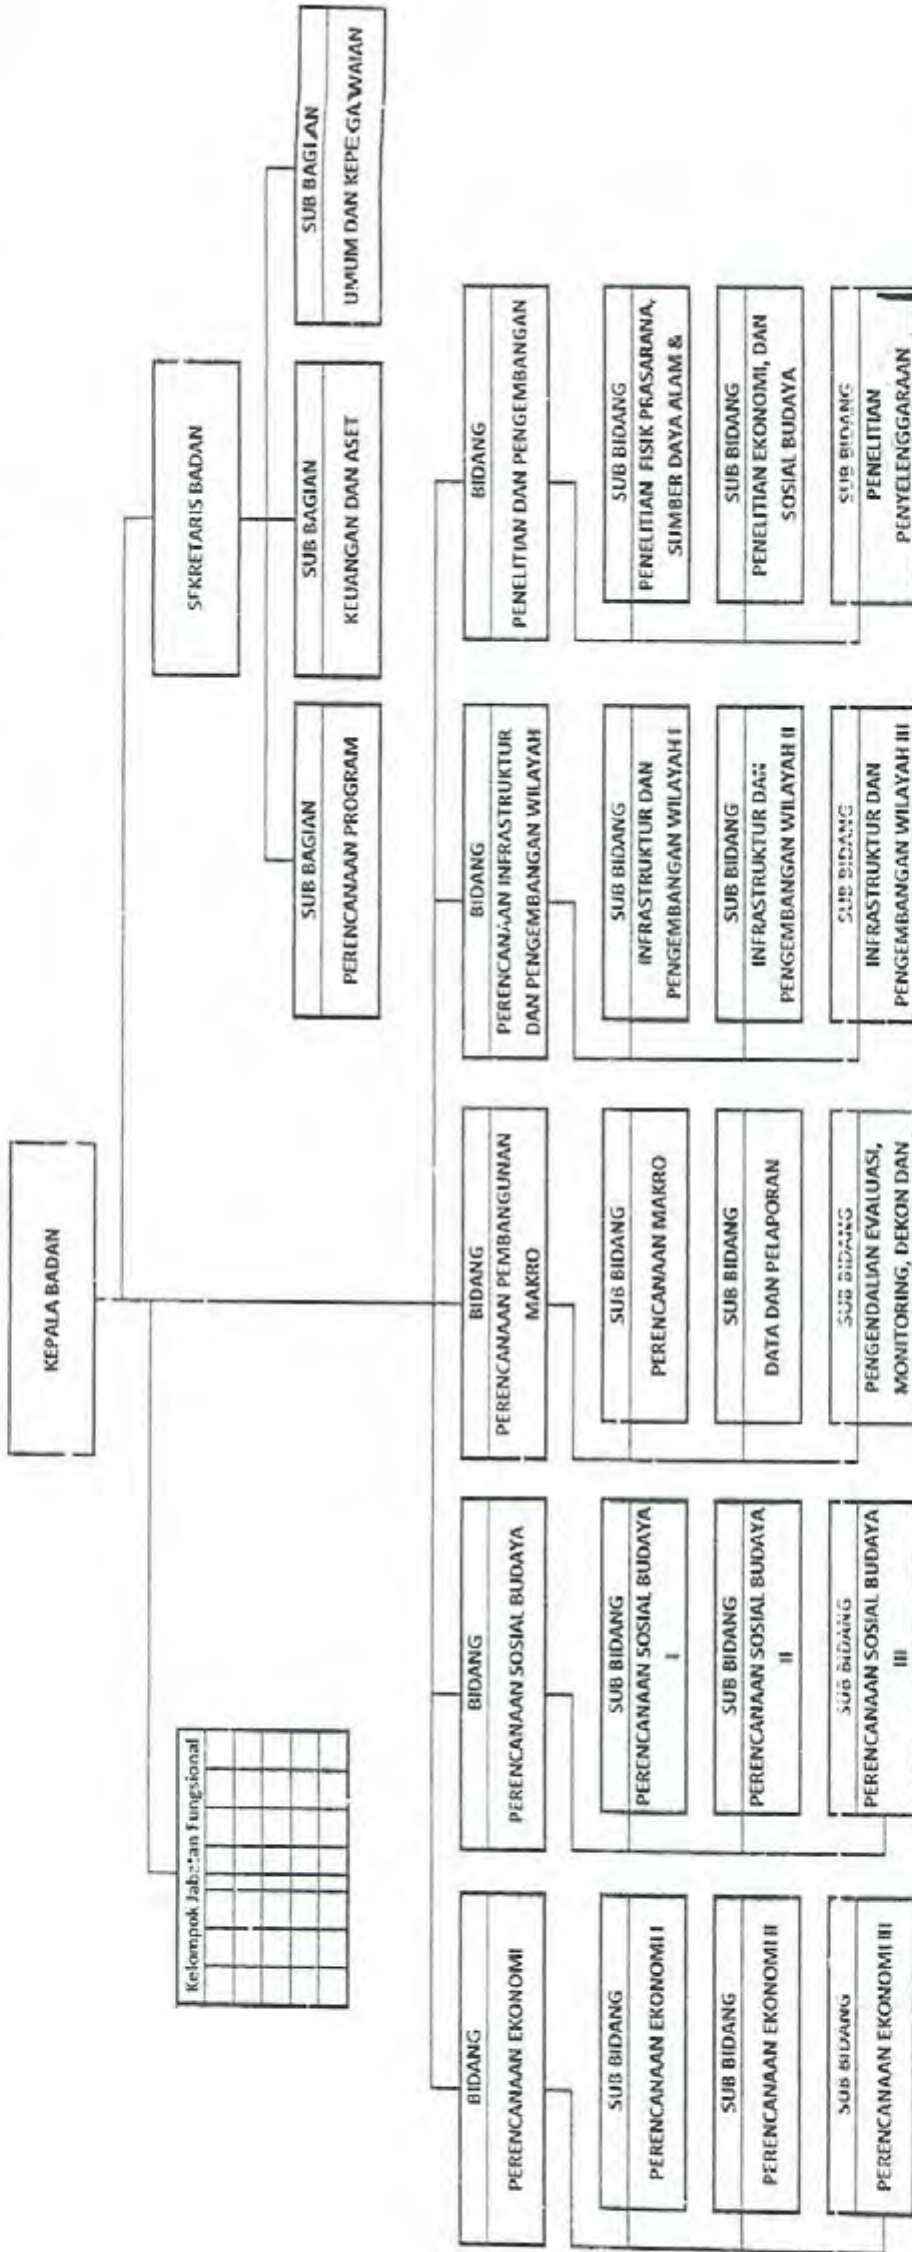 KEPALA BADAN
SEKRETARIS BADAN
Kelompok Jabatan Fungsional
SUB BAGIAN
PERENCANAAN PROGRAM
SUB BAGIAN
KEUANGAN DAN ASET
SUB BAGIAN
UMUM DAN KEPEGAWAIAN
BIDANG
PERENCANAAN EKONOMI
BIDANG
PERENCANAAN SOSIAL BUDAYA
BIDANG
PERENCANAAN PEMBANGUNAN
MAKRO
BIDANG
PERENCANAAN INFRASTRUKTUR
DAN PENGEMBANGAN WILAYAH
BIDANG
PENELITIAN DAN PENGEMBANGAN
SUB BIDANG
PERENCANAAN EKONOMI I
SUB BIDANG
PERENCANAAN SOSIAL BUDAYA
I
SUB BIDANG
PERENCANAAN MAKRO
SUB BIDANG
INFRASTRUKTUR DAN
PENGEMBANGAN WILAYAH I
SUB BIDANG
PENELITIAN FISIK PRASARANA,
SUMBER DAYA ALAM &
SUB BIDANG
PERENCANAAN EKONOMI II
SUB BIDANG
PERENCANAAN SOSIAL BUDAYA
II
SUB BIDANG
DATA DAN PELAPORAN
SUB BIDANG
INFRASTRUKTUR DAN
PENGEMBANGAN WILAYAH II
SUB BIDANG
PENELITIAN EKONOMI, DAN
SOSIAL BUDAYA
SUB BIDANG
PERENCANAAN EKONOMI III
SUB BIDANG
PERENCANAAN SOSIAL BUDAYA
III
SUB BIDANG
PENGENDALIAN EVALUASI,
MONITORING, DEKON DAN
SUB BIDANG
INFRASTRUKTUR DAN
PENGEMBANGAN WILAYAH III
SUB BIDANG
PENELITIAN
PENYELENGGARAAN